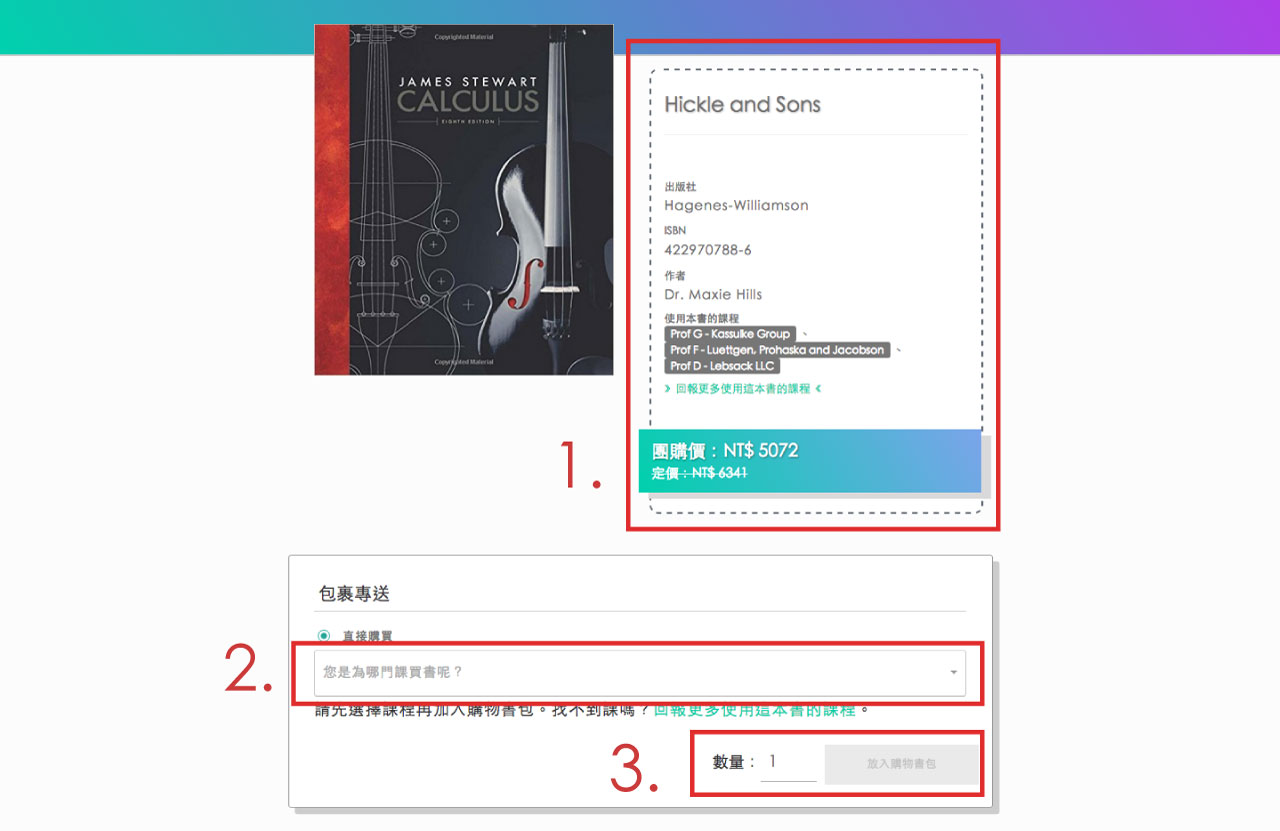 Copyrighted Material
JAMES STEWART
CALCULUS
EIGHTH EDITION
Copyrighted Material
Hickle and Sons
出版社
Hagenes-Williamson
ISBN
422970788-6
作者
Dr. Maxie Hills
使用本書的課程
Prof G - Kassulke Group 、
Prof F - Luettgen, Prohaska and Jacobson 、
Prof D - Lebsack LLC
» 回報更多使用這本書的課程 «
團購價：NT$ 5072
定價：NT$ 6341
1.
包裹專送
直接購買
2.
您是為哪門課買書呢？
請先選擇課程再加入購物書包。找不到課嗎？回報更多使用這本書的課程。
3.
數量： 1
放入購物書包